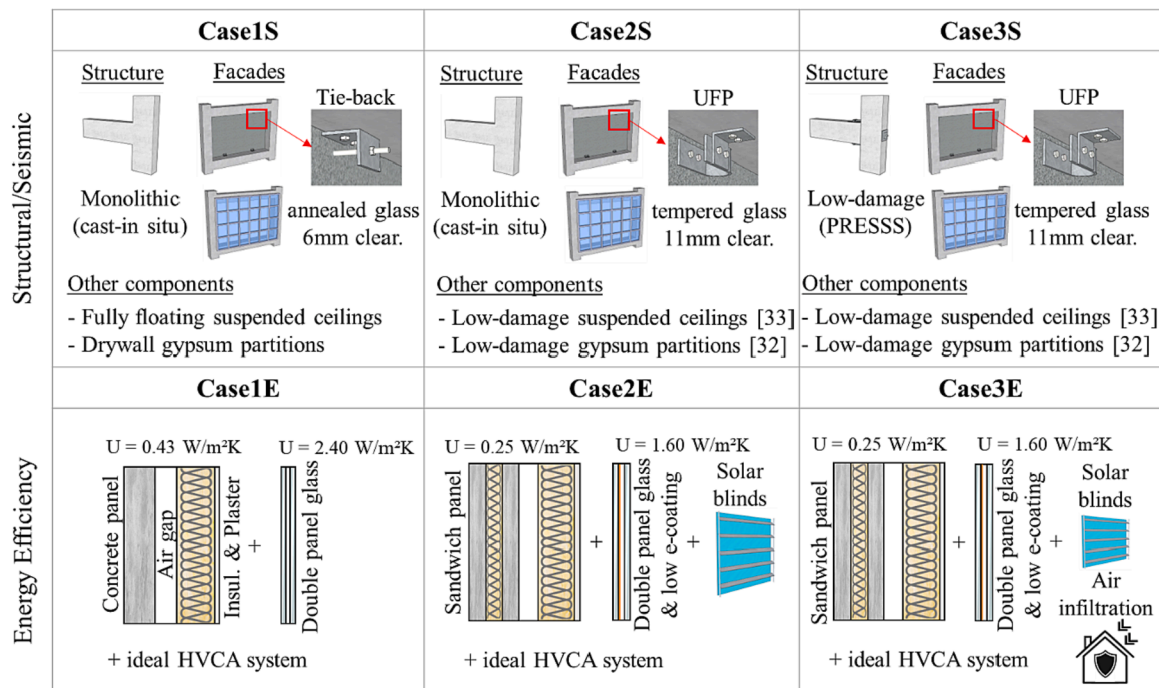 Case1S
Case2S
Case3S
Structural/Seismic
Structure
Facades
Tie-back
Monolithic
(cast-in situ)
annealed glass
6mm clear.
Other components
- Fully floating suspended ceilings
- Drywall gypsum partitions
Structure
Facades
UFP
Monolithic
(cast-in situ)
tempered glass
11mm clear.
Other components
- Low-damage suspended ceilings [33]
- Low-damage gypsum partitions [32]
Structure
Facades
UFP
Low-damage
(PRESSS)
tempered glass
11mm clear.
Other components
- Low-damage suspended ceilings [33]
- Low-damage gypsum partitions [32]
Case1E
Case2E
Case3E
Energy Efficiency
U = 0.43 W/m²K
U = 2.40 W/m²K
Concrete panel
Air gap
Insul. & Plaster
+
Double panel glass
+ ideal HVCA system
U = 0.25 W/m²K
U = 1.60 W/m²K
Sandwich panel
+
Double panel glass
& low e-coating
+
Solar
blinds
+ ideal HVCA system
U = 0.25 W/m²K
U = 1.60 W/m²K
Sandwich panel
+
Double panel glass
& low e-coating
+
Solar
blinds
Air
infiltration
+ ideal HVCA system